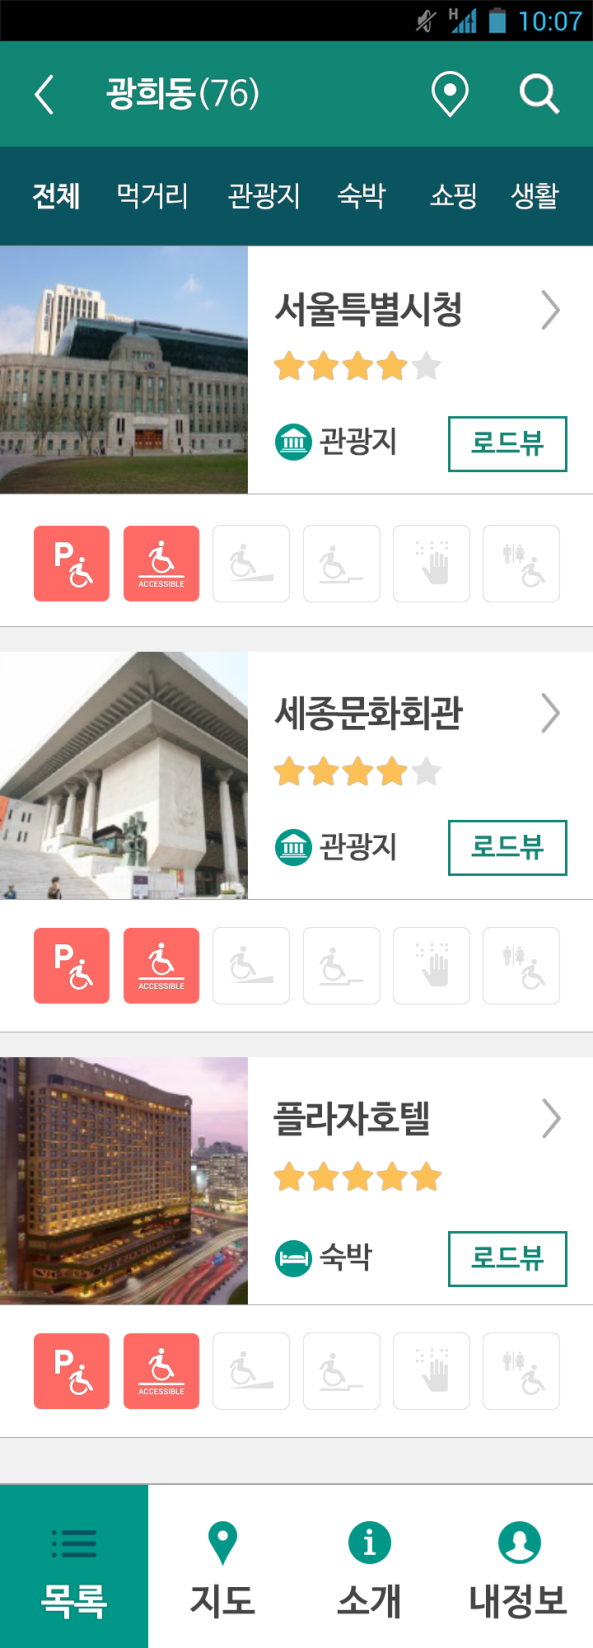 H 10:07
광희동(76)
전체 먹거리 관광지 숙박 쇼핑 생활
서울특별시청
관광지 로드뷰
P ACCESSIBLE
세종문화회관
관광지 로드뷰
P ACCESSIBLE
THE PLAZA
플라자호텔
숙박 로드뷰
P ACCESSIBLE
목록 지도 소개 내정보